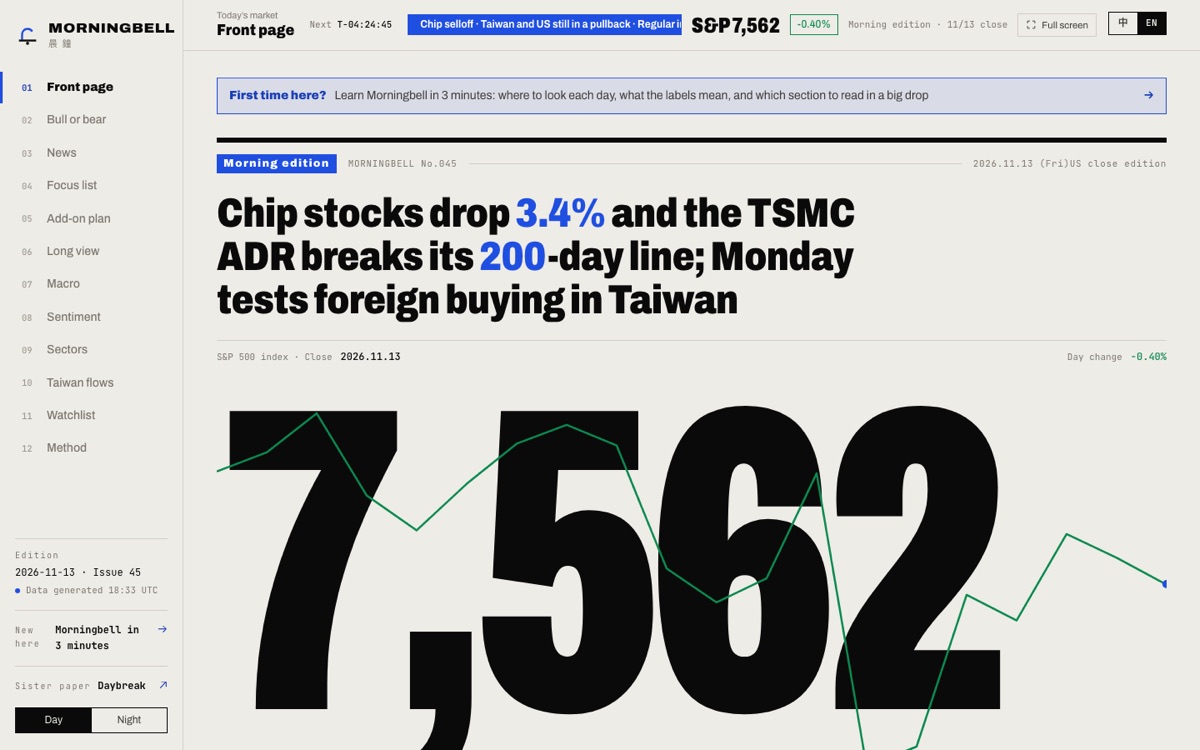 MORNINGBELL
晨 鐘
01 Front page
02 Bull or bear
03 News
04 Focus list
05 Add-on plan
06 Long view
07 Macro
08 Sentiment
09 Sectors
10 Taiwan flows
11 Watchlist
12 Method
Edition
2026-11-13 · Issue 45
Data generated 18:33 UTC
New here
Morningbell in 3 minutes →
Sister paper Daybreak ↗
Day Night
Today's market
Front page
Next T-04:24:45
Chip selloff · Taiwan and US still in a pullback · Regular
S&P 7,562
-0.40%
Morning edition · 11/13 close
Full screen
中 EN
First time here? Learn Morningbell in 3 minutes: where to look each day, what the labels mean, and which section to read in a big drop →
Morning edition MORNINGBELL No.045
2026.11.13 (Fri)US close edition
Chip stocks drop 3.4% and the TSMC
ADR breaks its 200-day line; Monday
tests foreign buying in Taiwan
S&P 500 index · Close 2026.11.13
Day change -0.40%
7,562